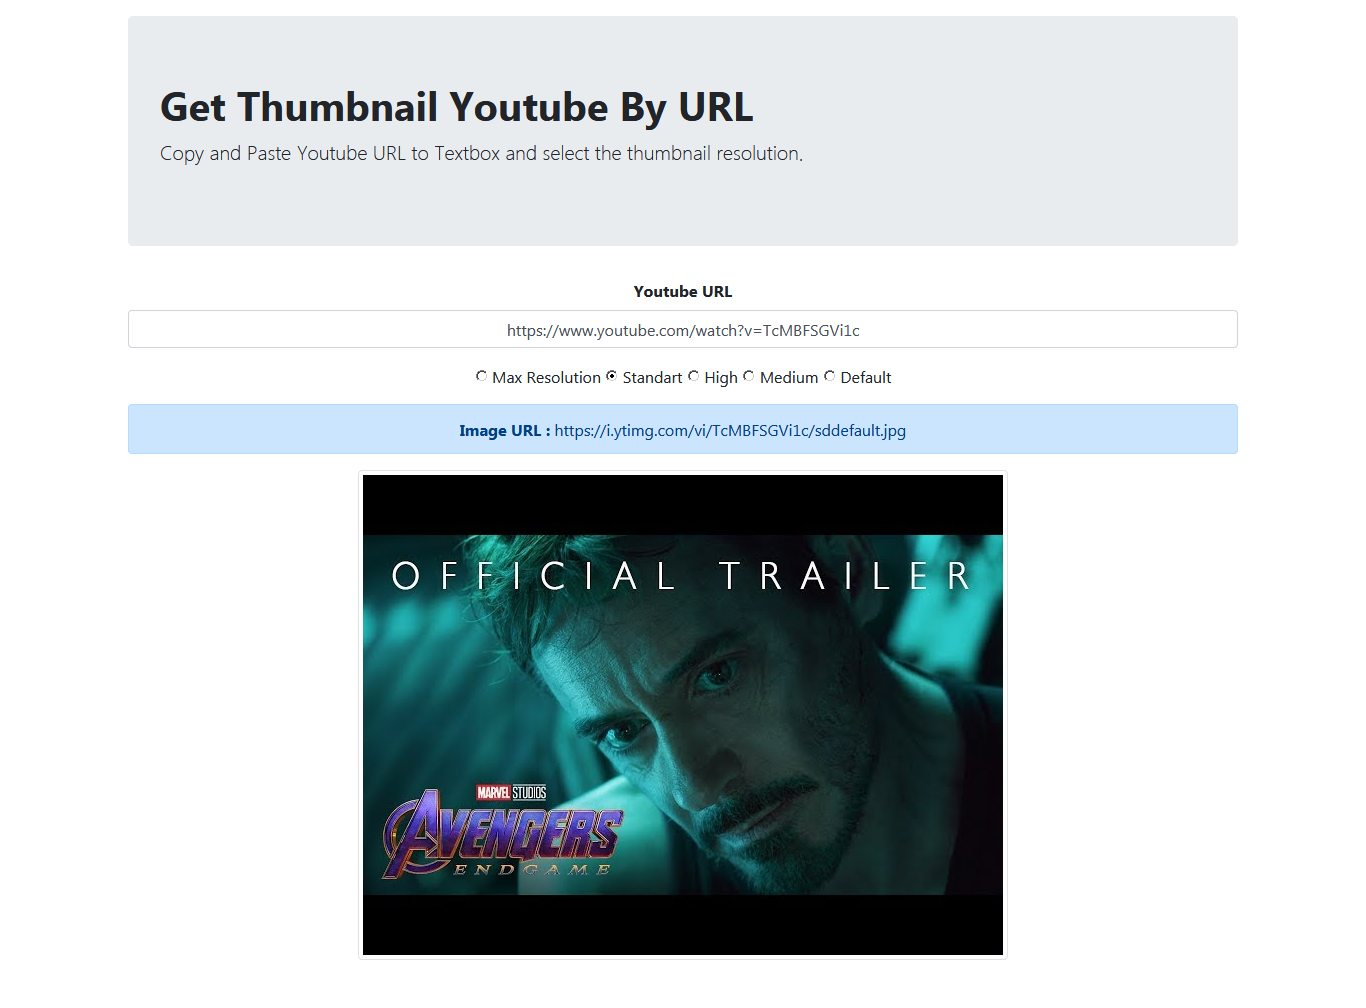 Get Thumbnail Youtube By URL
Copy and Paste Youtube URL to Textbox and select the thumbnail resolution.
Youtube URL
https://www.youtube.com/watch?v=TcMBFSGVi1c
Max Resolution Standart High Medium Default
Image URL : https://i.ytimg.com/vi/TcMBFSGVi1c/sddefault.jpg
OFFICIAL TRAILER
MARVEL STUDIOS
AVENGERS
ENDGAME